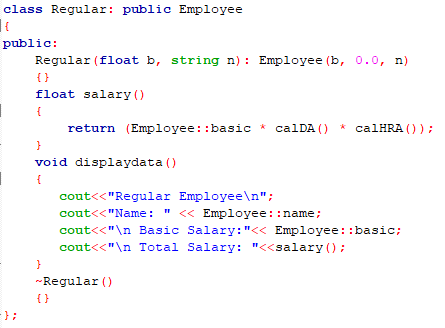 class Regular: public Employee
{
public:
    Regular(float b, string n): Employee(b, 0.0, n)
    {}
    float salary()
    {
        return (Employee::basic * calDA() * calHRA());
    }
    void displaydata()
    {
       cout<<"Regular Employee\n";
       cout<<"Name: " << Employee::name;
       cout<<"\n Basic Salary:"<< Employee::basic;
       cout<<"\n Total Salary: "<<salary();
    }
    ~Regular()
    {}
};